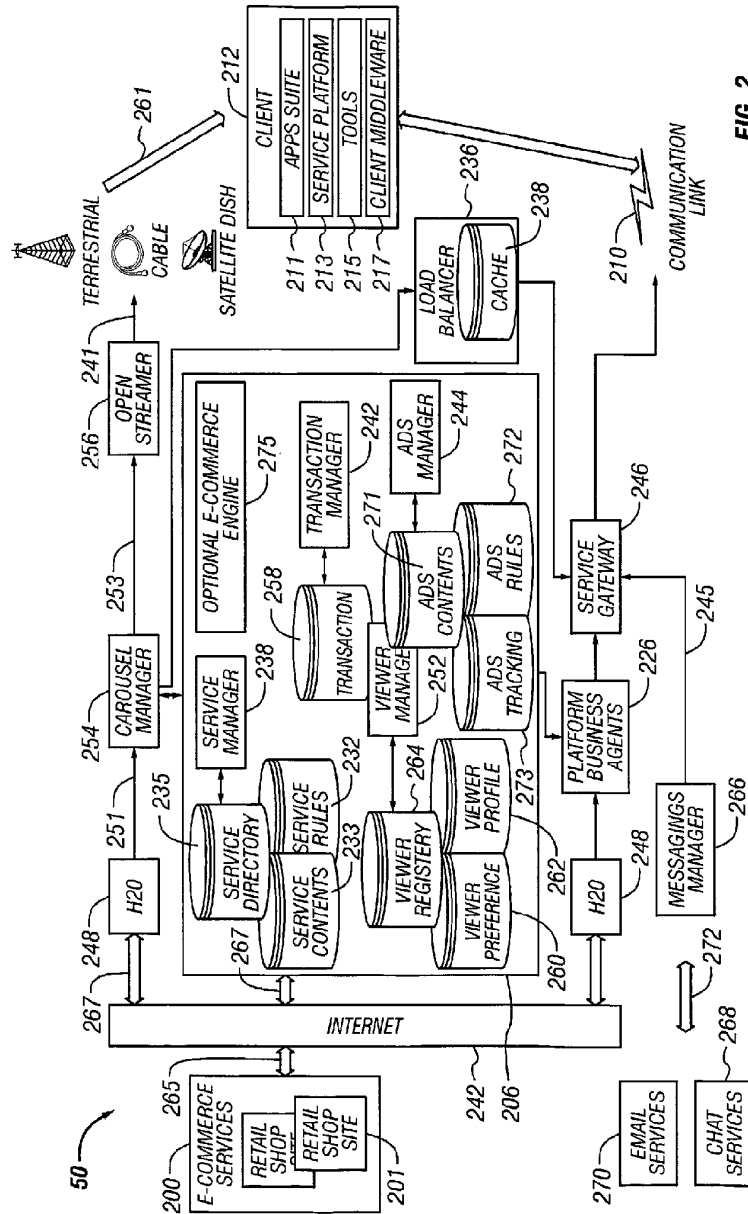 50
200
E-COMMERCE
SERVICES
RETAIL
SHOP
RETAIL
SHOP
SITE
201
265
INTERNET
242
206
267
248
H20
251
254
CAROUSEL
MANAGER
253
256
OPEN
STREAMER
241
TERRESTRIAL
CABLE
SATELLITE DISH
261
212
CLIENT
APPS SUITE
SERVICE PLATFORM
TOOLS
CLIENT MIDDLEWARE
211
213
215
217
235
SERVICE
DIRECTORY
SERVICE
MANAGER
238
SERVICE
RULES
232
SERVICE
CONTENTS
233
267
OPTIONAL E-COMMERCE
ENGINE
275
258
TRANSACTION
TRANSACTION
MANAGER
242
VIEWER
MANAGER
252
271
ADS
CONTENTS
ADS
MANAGER
244
272
ADS
RULES
ADS
TRACKING
273
264
VIEWER
REGISTERY
VIEWER
PROFILE
262
VIEWER
PREFERENCE
260
LOAD
BALANCER
236
CACHE
238
H20
248
PLATFORM
BUSINESS
AGENTS
226
SERVICE
GATEWAY
246
245
MESSAGINGS
MANAGER
266
210
COMMUNICATION
LINK
272
270
EMAIL
SERVICES
268
CHAT
SERVICES
FIG. 2